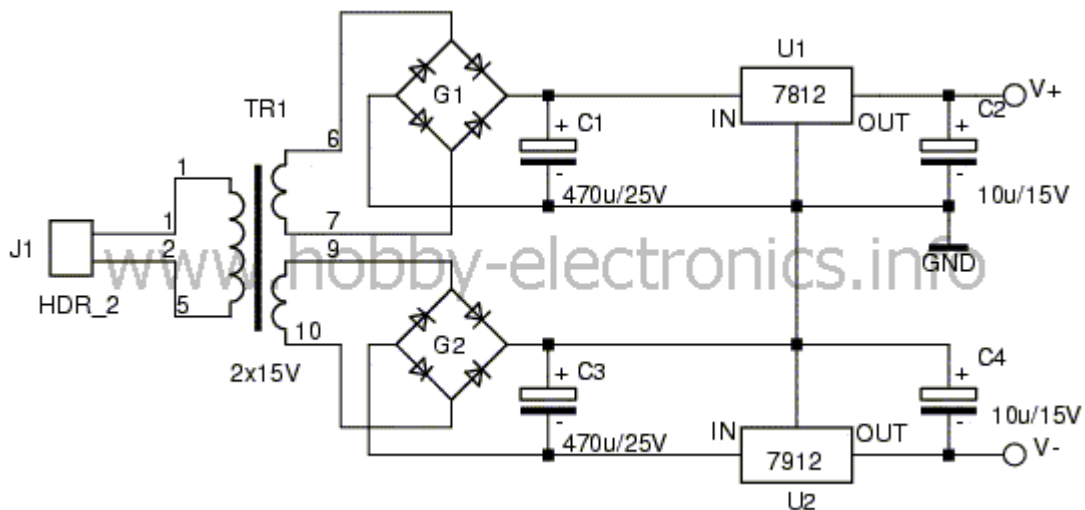 U1
7812
IN
OUT
V+
G1
TR1
6
+
C1
-
470u/25V
+
C2
-
10u/15V
1
1
7
J1
2
9
www.hobby-electronics.info
GND
HDR_2
5
10
2x15V
G2
+
C3
-
470u/25V
+
C4
-
10u/15V
IN
OUT
7912
V-
U2